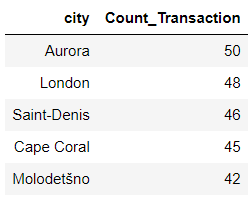 city Count_Transaction
Aurora 50
London 48
Saint-Denis 46
Cape Coral 45
Molodetšno 42